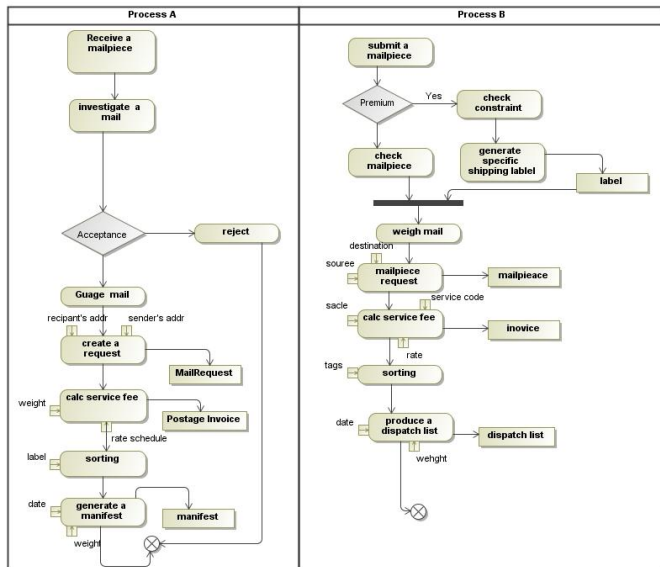 Process A
Receive a
mailpiece
investigate a
mail
Acceptance
reject
Guage mail
recipant's addr
sender's addr
create a
request
MailRequest
calc service fee
weight
Postage Invoice
rate schedule
label
sorting
date
generate a
manifest
manifest
weight
Process B
submit a
mailpiece
Premium
Yes
check
constraint
check
mailpiece
generate
specific
shipping lablel
label
weigh mail
destination
souree
mailpiece
request
mailpieace
service code
sacle
calc service fee
inovice
rate
tags
sorting
date
produce a
dispatch list
dispatch list
wehght